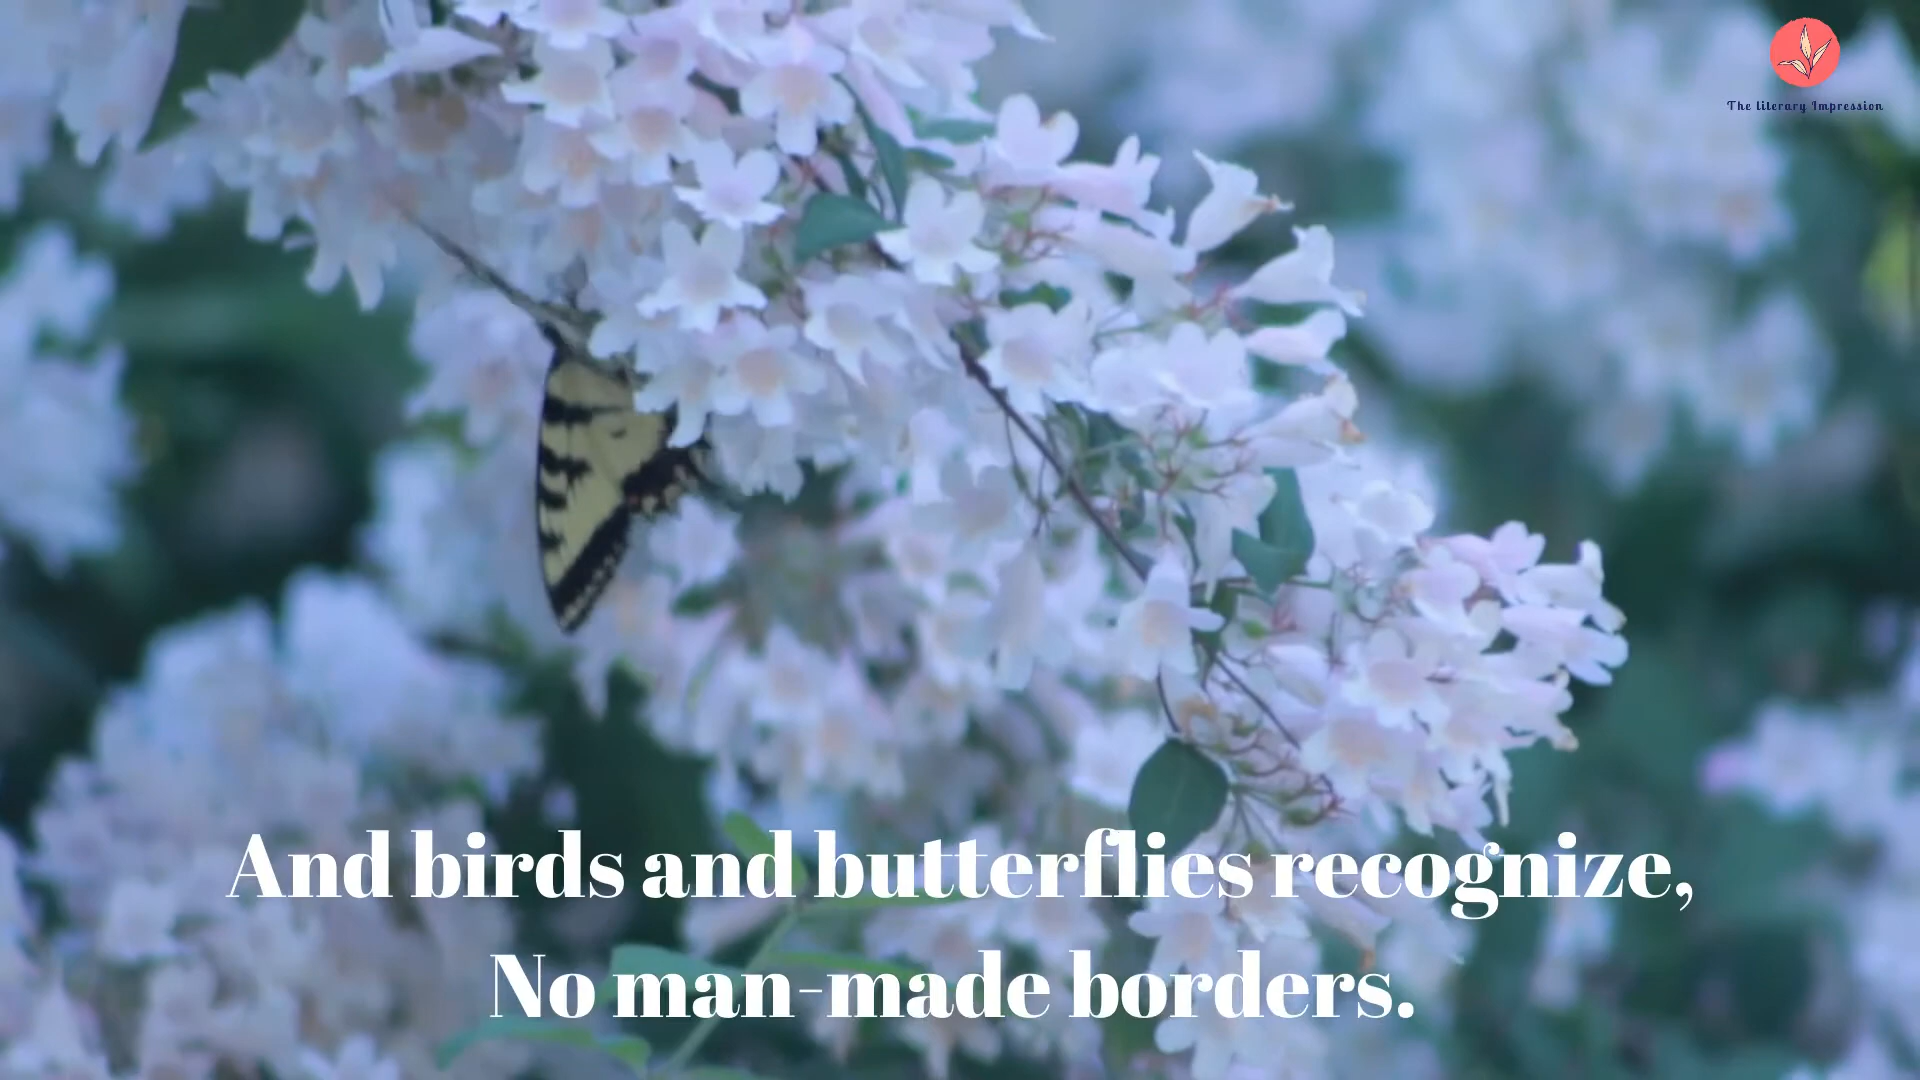 The literary Impression
And birds and butterflies recognize,
No man-made borders.